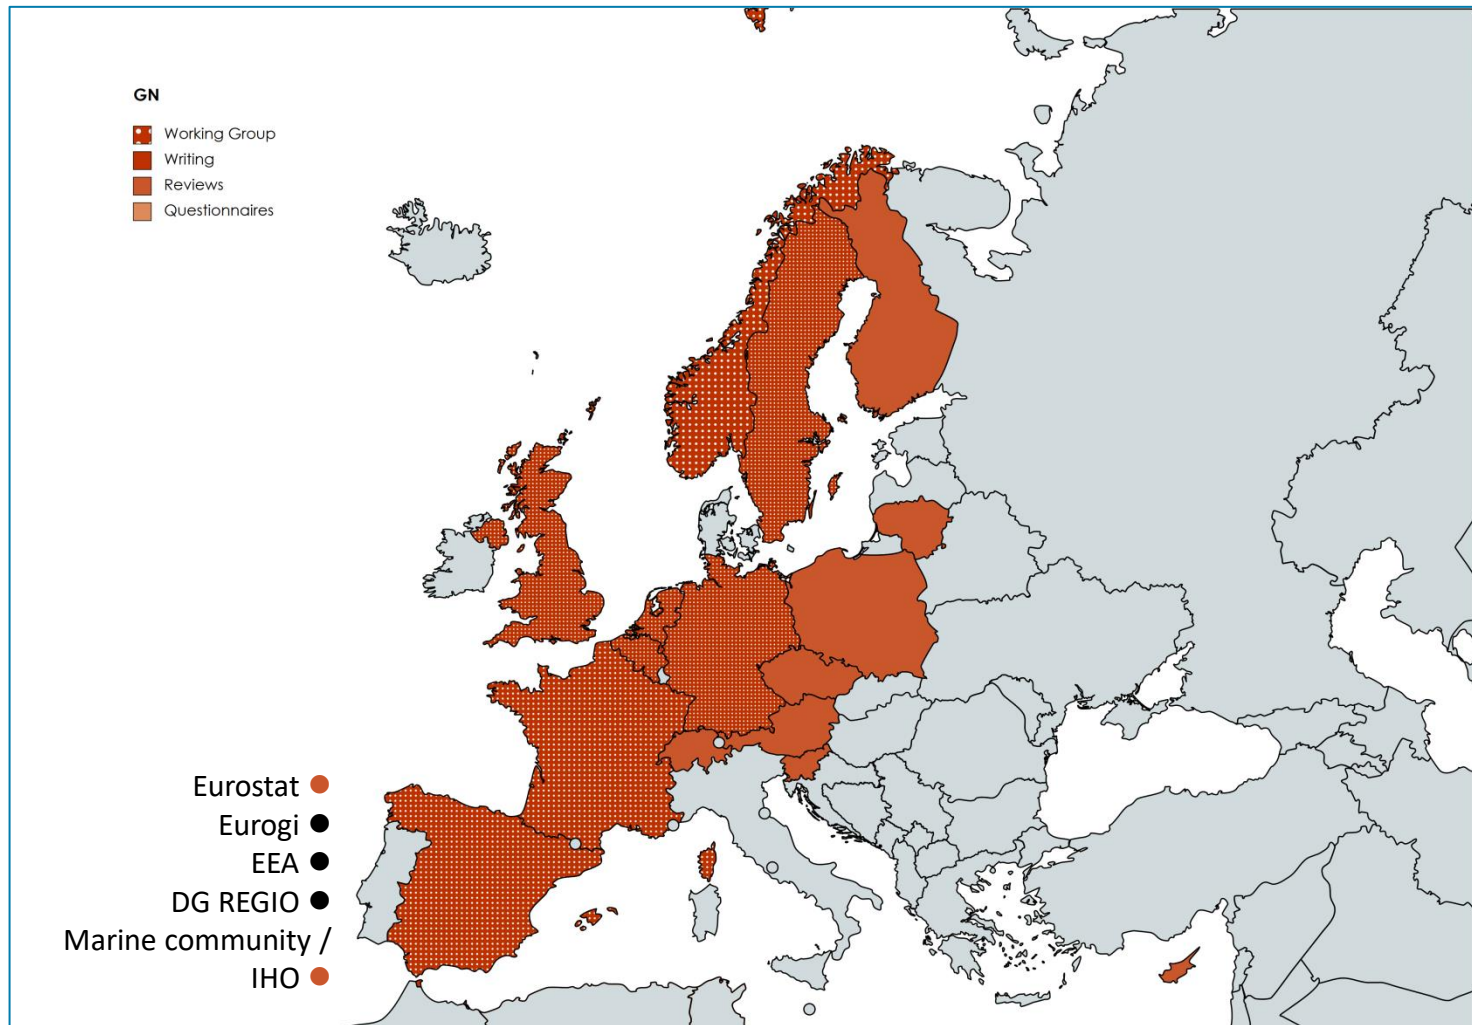 GN
Working Group
Writing
Reviews
Questionnaires
Eurostat
Eurogi
EEA
DG REGIO
Marine community /
IHO